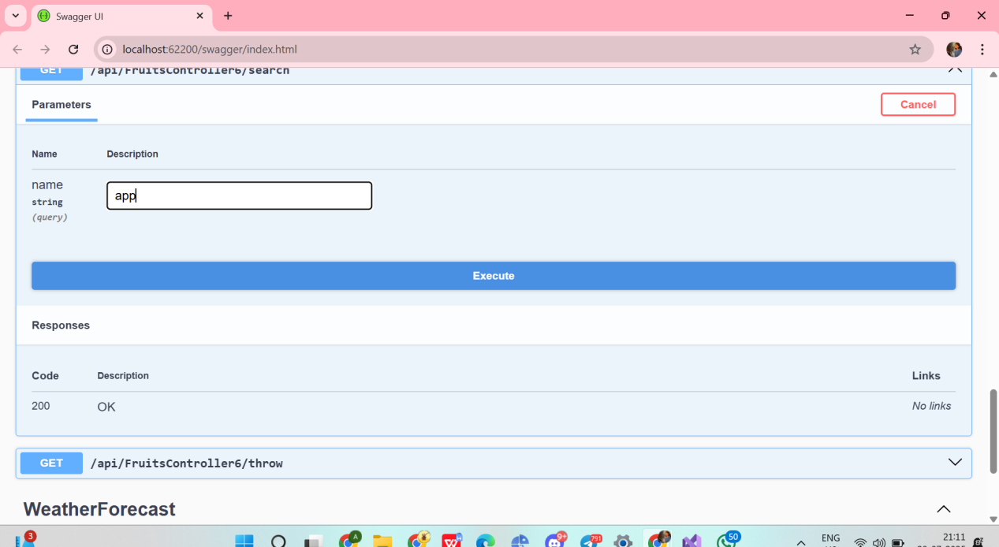 Swagger UI
localhost:62200/swagger/index.html
GET /api/FruitsController6/search
Parameters
Cancel
Name Description
name
string
(query)
app
Execute
Responses
Code Description Links
200 OK No links
GET /api/FruitsController6/throw
WeatherForecast
3
A
W
9+
791
50
ENG
21:11